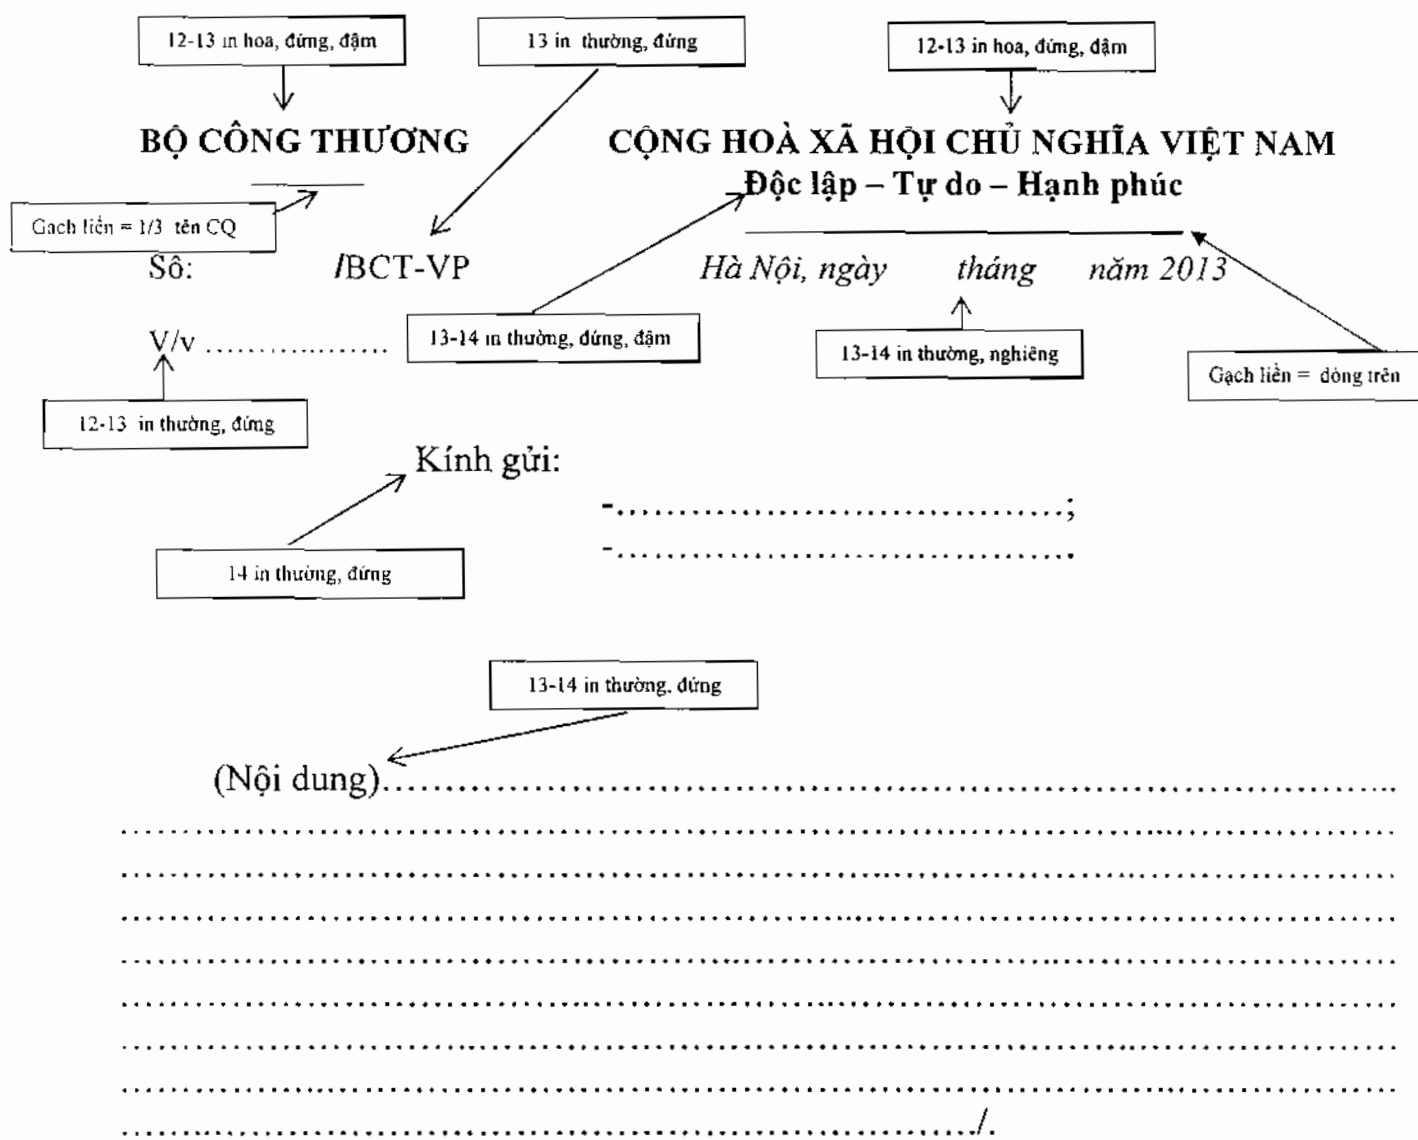 12-13 in hoa, đứng, đậm
13 in thường, đứng
12-13 in hoa, đứng, đậm
BỘ CÔNG THƯƠNG
CỘNG HOÀ XÃ HỘI CHỦ NGHĨA VIỆT NAM
Độc lập – Tự do – Hạnh phúc
Gạch liền = 1/3 tên CQ
Số: /BCT-VP
Hà Nội, ngày tháng năm 2013
V/v ..................
13-14 in thường, đứng, đậm
13-14 in thường, nghiêng
Gạch liền = dòng trên
12-13 in thường, đứng
Kính gửi:
-.................................;
-.................................
14 in thường, đứng
13-14 in thường, đứng
(Nội dung)..........................................................................
.............................................................................................
.............................................................................................
.............................................................................................
.............................................................................................
.............................................................................................
.............................................................................................
.............................................................................................
............................................................../.